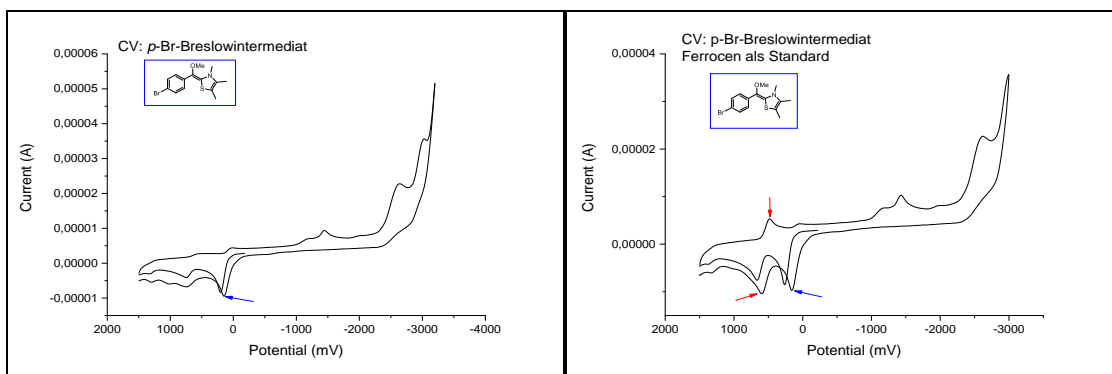 CV: p-Br-Breslowintermediat
OMe
N
Br
S
0,00006
0,00005
0,00004
0,00003
0,00002
0,00001
0,00000
-0,00001
Current (A)
2000 1000 0 -1000 -2000 -3000 -4000
Potential (mV)
CV: p-Br-Breslowintermediat
Ferrocen als Standard
OMe
N
Br
S
0,00004
0,00002
0,00000
Current (A)
2000 1000 0 -1000 -2000 -3000
Potential (mV)